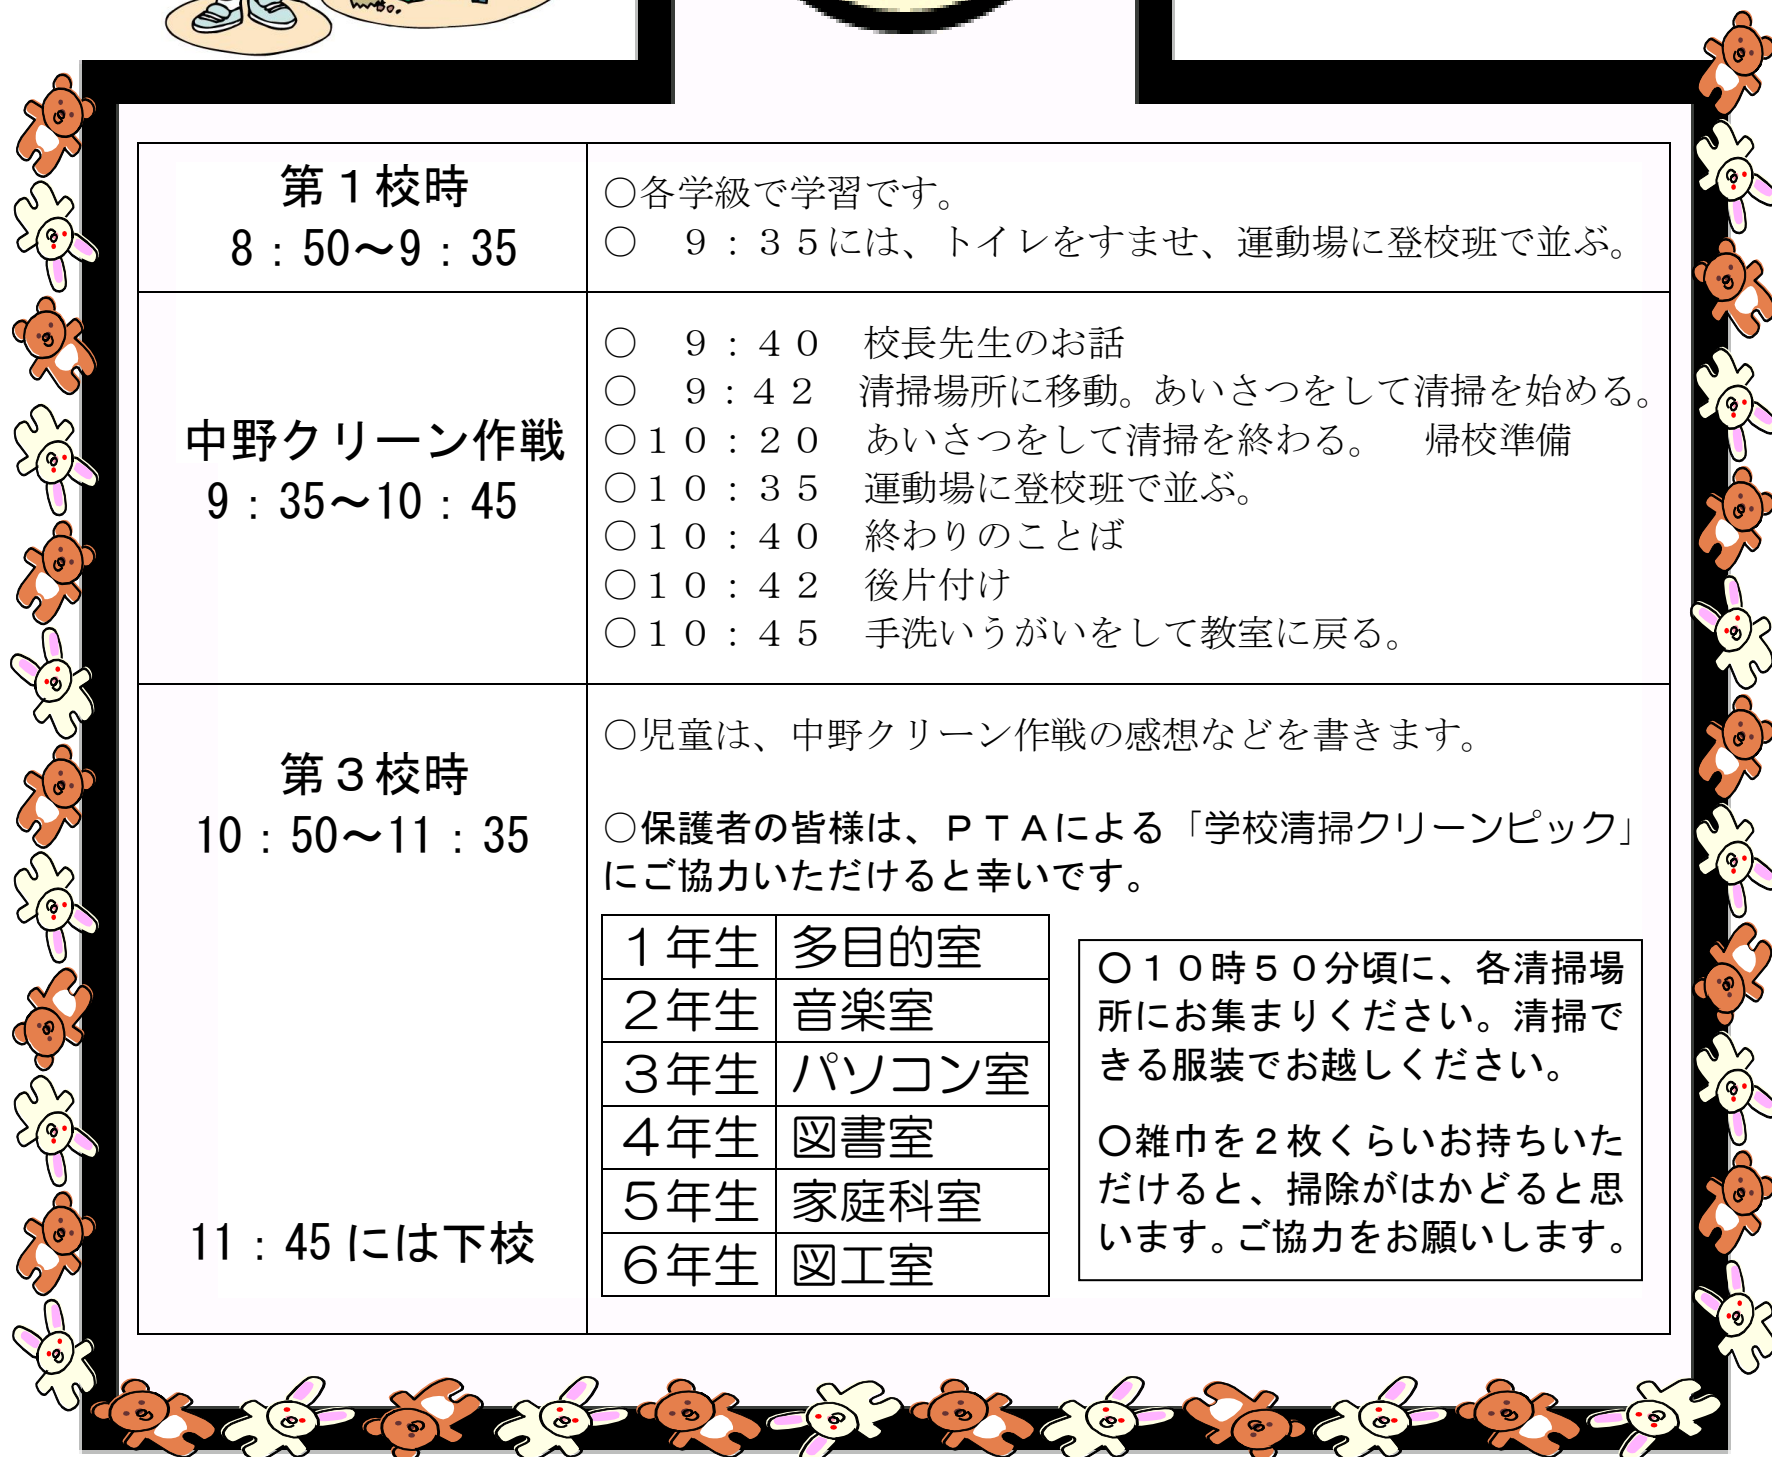 第1校時
8：50～9：35
○各学級で学習です。
○　9：35には、トイレをすませ、運動場に登校班で並ぶ。
中野クリーン作戦
9：35～10：45
○　9：40　校長先生のお話
○　9：42　清掃場所に移動。あいさつをして清掃を始める。
○10：20　あいさつをして清掃を終わる。　帰校準備
○10：35　運動場に登校班で並ぶ。
○10：40　終わりのことば
○10：42　後片付け
○10：45　手洗いうがいをして教室に戻る。
第3校時
10：50～11：35
11：45には下校
○児童は、中野クリーン作戦の感想などを書きます。
○保護者の皆様は、ＰＴＡによる「学校清掃クリーンピック」
にご協力いただけると幸いです。
1年生 多目的室
2年生 音楽室
3年生 パソコン室
4年生 図書室
5年生 家庭科室
6年生 図工室
○10時50分頃に、各清掃場
所にお集まりください。清掃で
きる服装でお越しください。
○雑巾を2枚くらいお持ちいた
だけると、掃除がはかどると思
います。ご協力をお願いします。